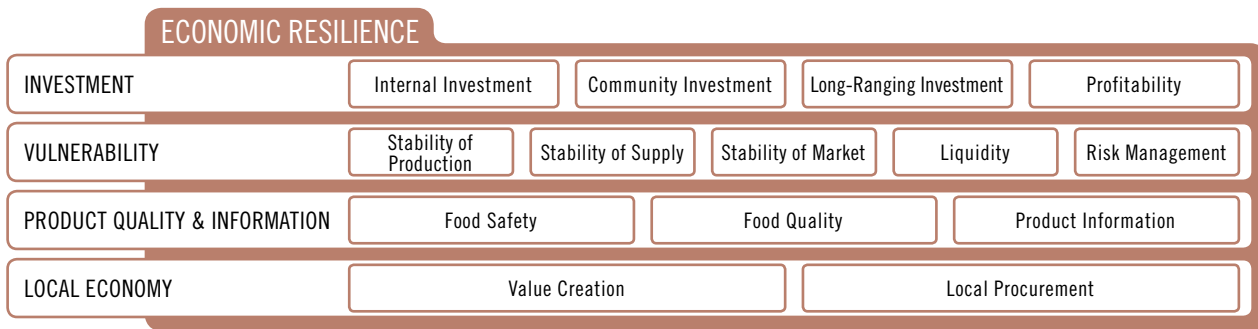 ECONOMIC RESILIENCE
INVESTMENT
Internal Investment
Community Investment
Long-Ranging Investment
Profitability
VULNERABILITY
Stability of
Production
Stability of Supply
Stability of Market
Liquidity
Risk Management
PRODUCT QUALITY & INFORMATION
Food Safety
Food Quality
Product Information
LOCAL ECONOMY
Value Creation
Local Procurement